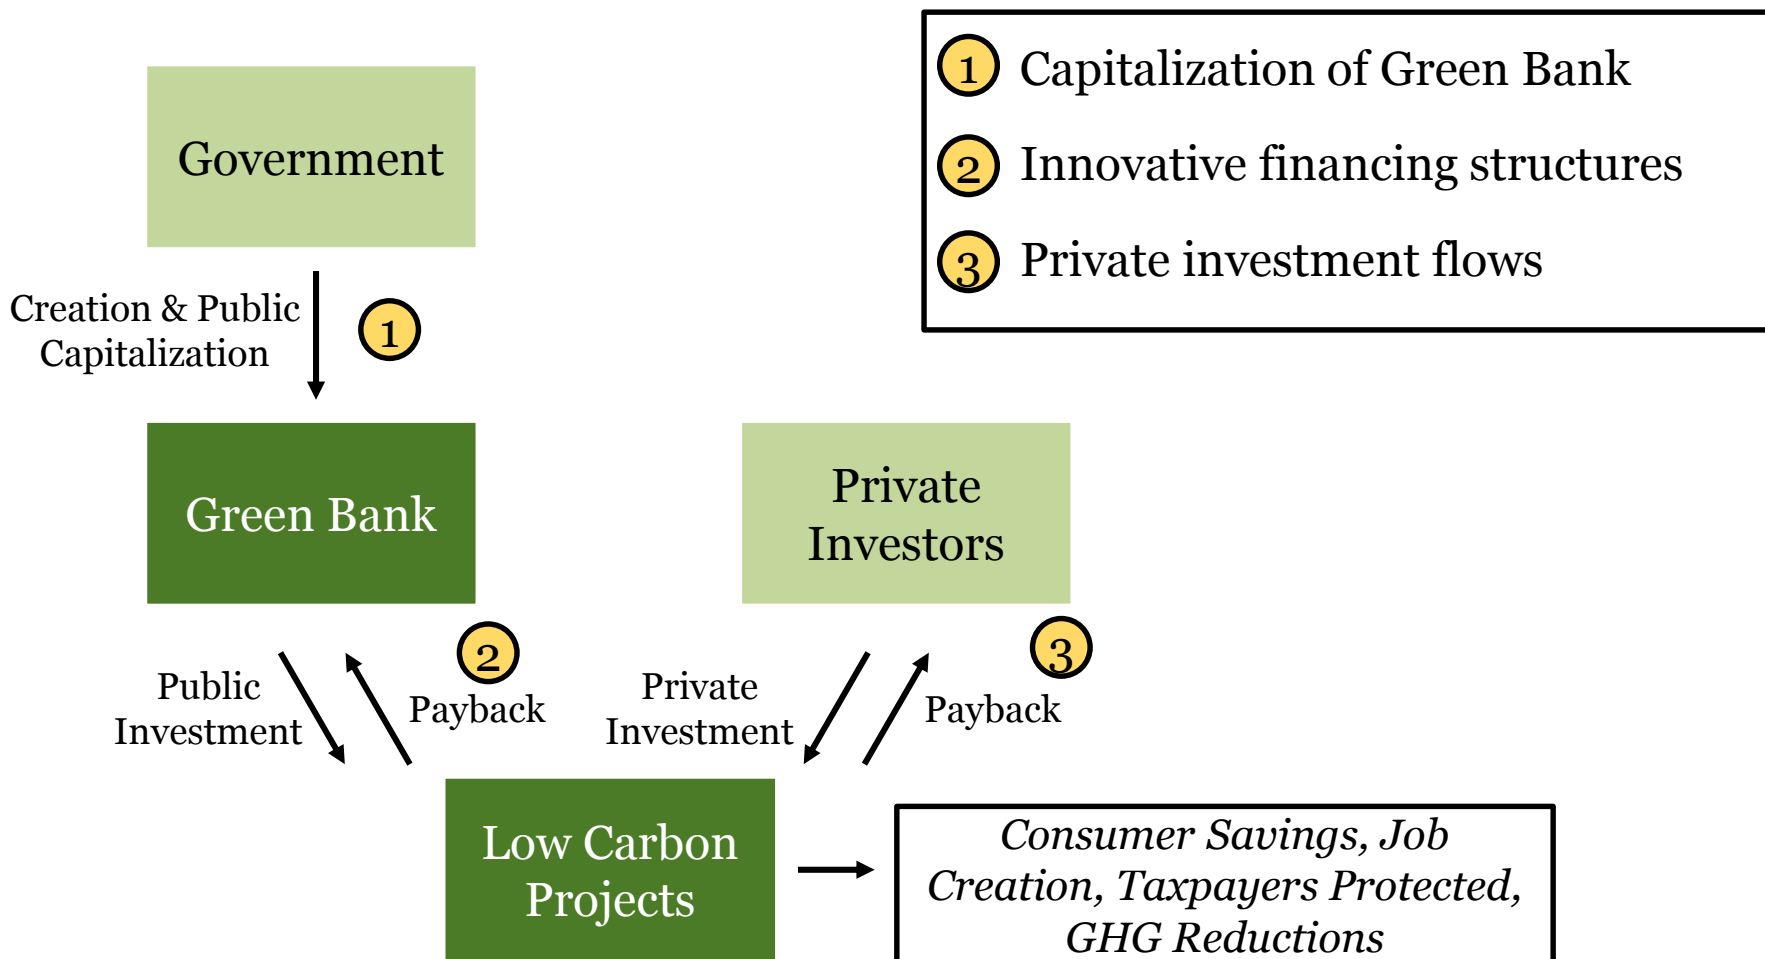 Government
1 Capitalization of Green Bank
2 Innovative financing structures
3 Private investment flows
Creation & Public
Capitalization
1
Green Bank
Private
Investors
2
3
Public
Investment
Payback
Private
Investment
Payback
Low Carbon
Projects
Consumer Savings, Job
Creation, Taxpayers Protected,
GHG Reductions